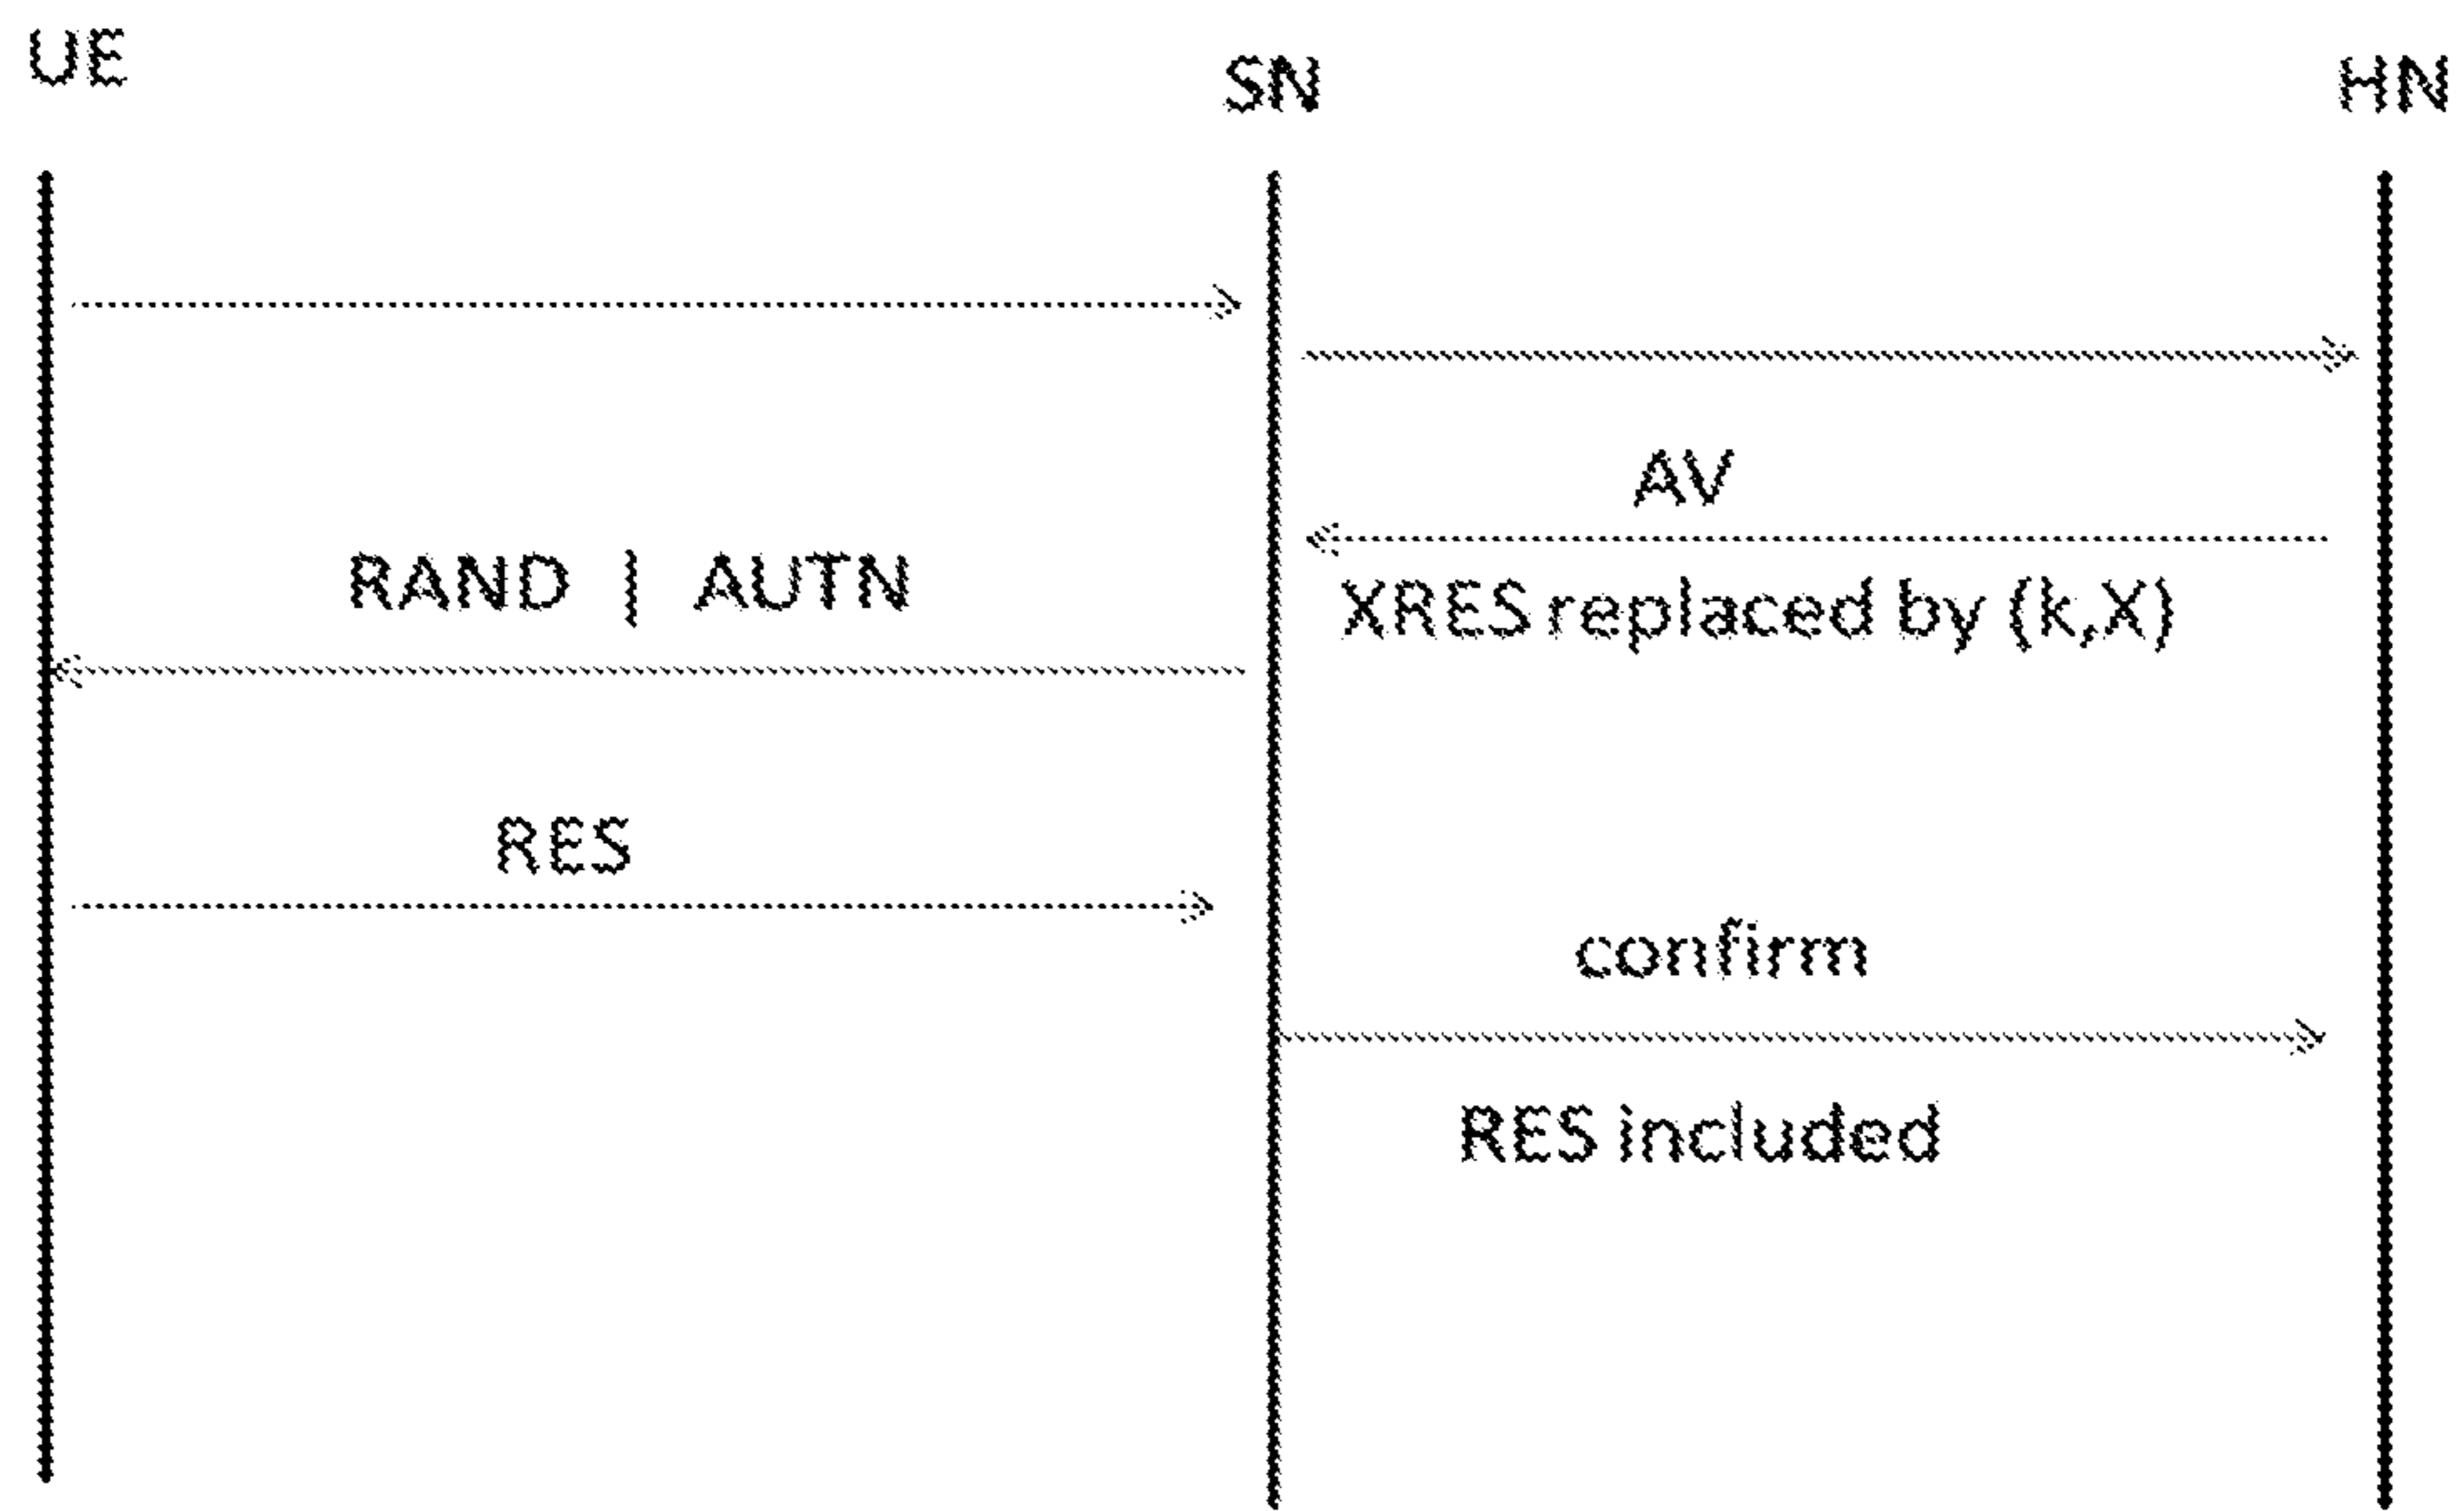 UE
SN
HN
AV
RAND | AUTN
XRES replaced by (k,X)
RES
confirm
RES included